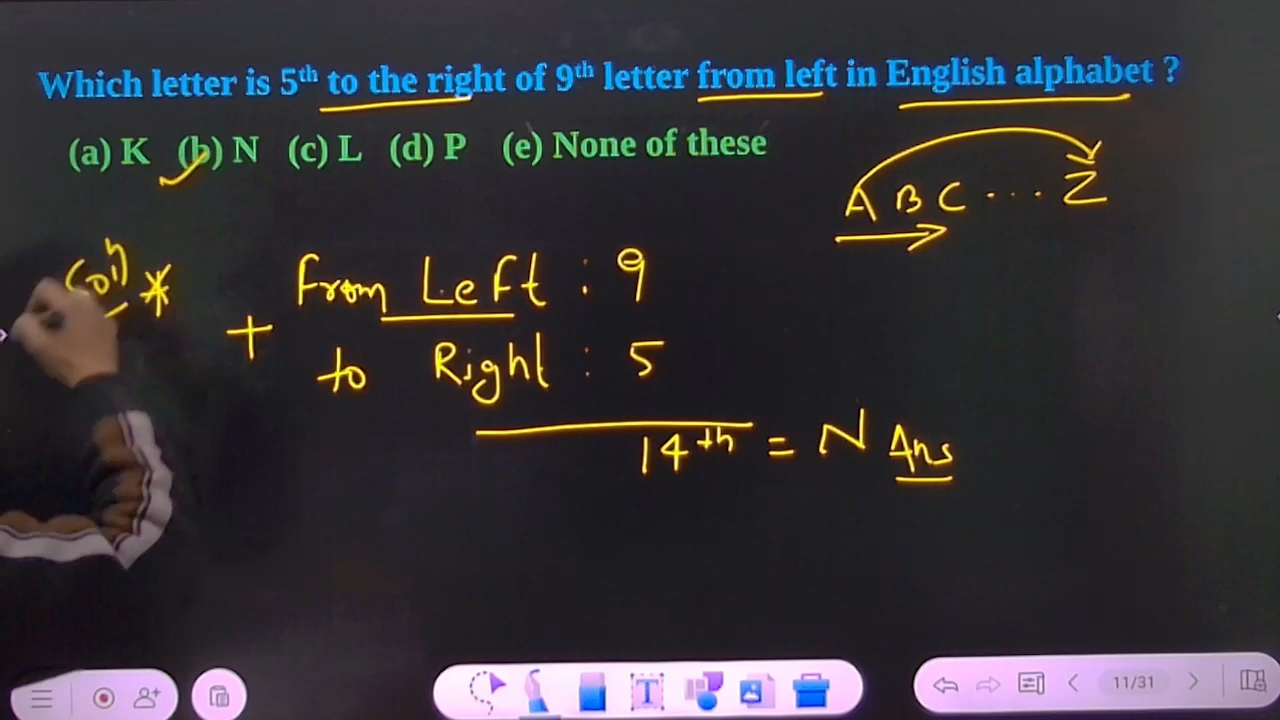 Which letter is 5th to the right of 9th letter from left in English alphabet ?
(a) K (b) N (c) L (d) P (e) None of these
A B C ... Z
Sol *
From Left : 9
+ to Right : 5
14th = N Ans
T
11/31